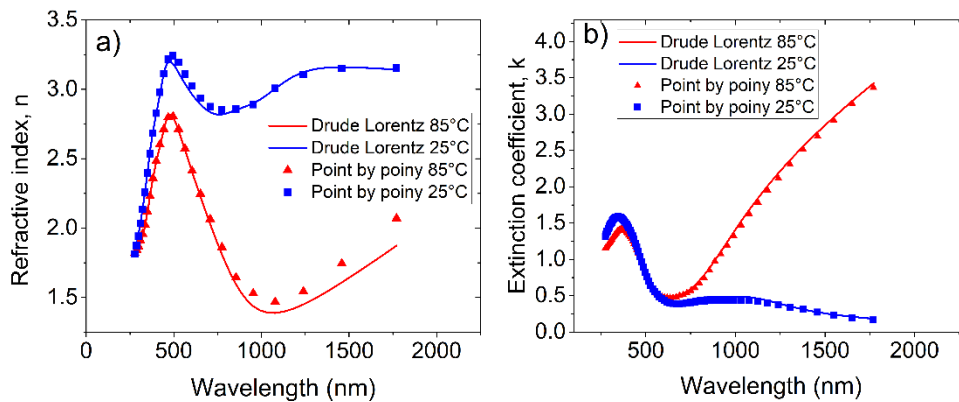 a)
3.5
3.0
2.5
2.0
1.5
Refractive index, n
Drude Lorentz 85°C
Drude Lorentz 25°C
Point by poiny 85°C
Point by poiny 25°C
0
500
1000
1500
2000
Wavelength (nm)
b)
4.0
3.5
3.0
2.5
2.0
1.5
1.0
0.5
0.0
Extinction coefficient, k
Drude Lorentz 85°C
Drude Lorentz 25°C
Point by poiny 85°C
Point by poiny 25°C
500
1000
1500
2000
Wavelength (nm)